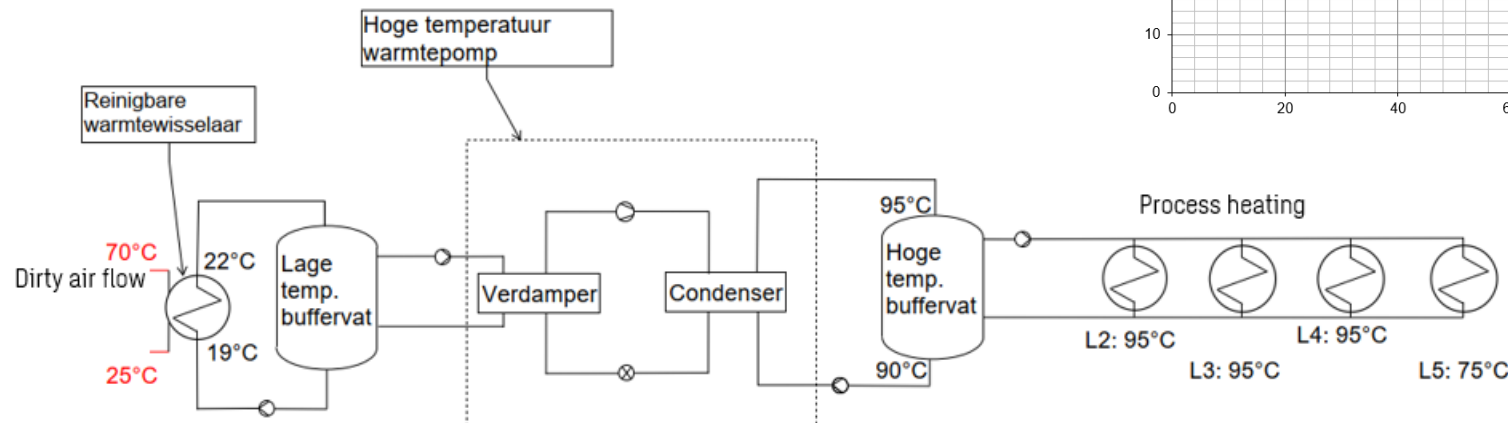 Hoge temperatuur
warmtepomp
Reinigbare
warmtewisselaar
10
0
0
20
40
6
Dirty air flow
70°C
25°C
22°C
19°C
Lage
temp.
buffervat
Verdamper
Condenser
95°C
90°C
Hoge
temp.
buffervat
Process heating
L2: 95°C
L3: 95°C
L4: 95°C
L5: 75°C